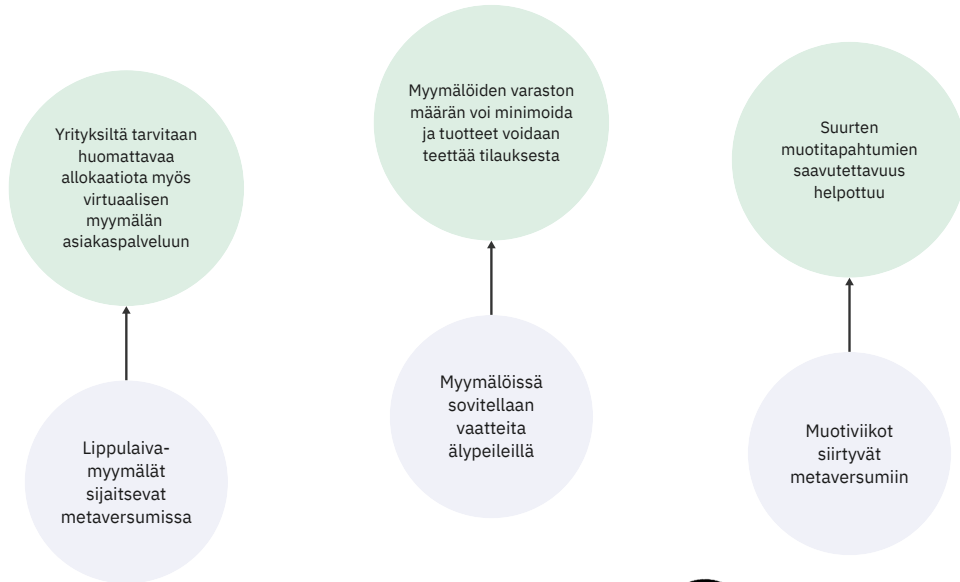 Yrityksiltä tarvitaan
huomattavaa
allokaatiota myös
virtuaalisen
myymälän
asiakaspalveluun
Myymälöiden varaston
määrän voi minimoida
ja tuotteet voidaan
teettää tilauksesta
Suurten
muotitapahtumien
saavutettavuus
helpottuu
Lippulaiva-
myymälät
sijaitsevat
metaversumissa
Myymälöissä
sovitellaan
vaatteita
älypeileillä
Muotiviikot
siirtyvät
metaversumiin